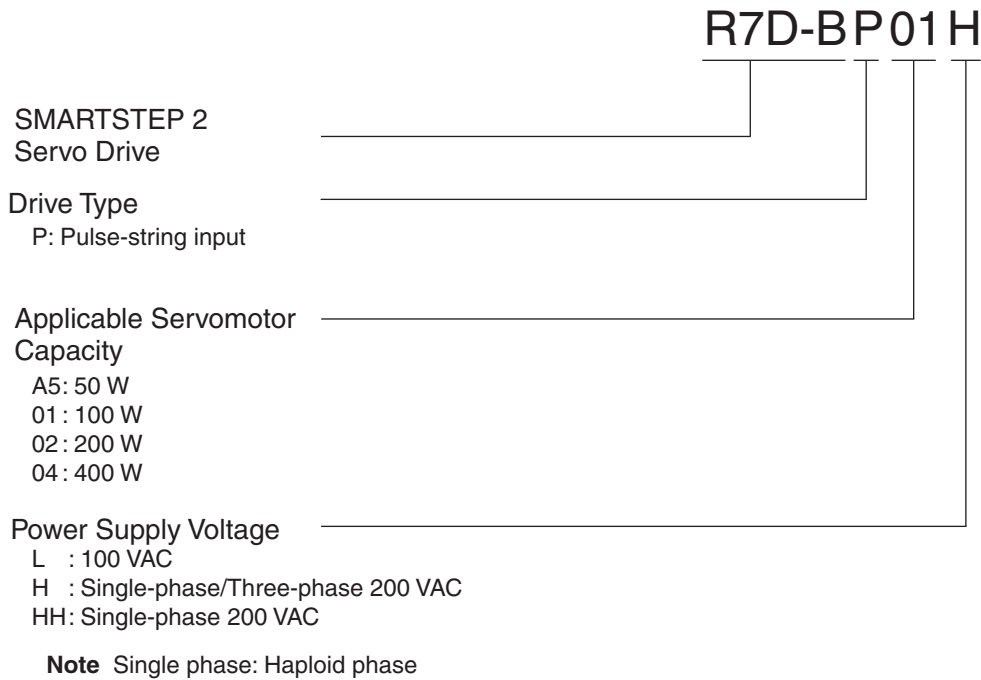 R7D-BP01H
SMARTSTEP 2
Servo Drive
Drive Type
P: Pulse-string input
Applicable Servomotor
Capacity
A5: 50 W
01 : 100 W
02 : 200 W
04 : 400 W
Power Supply Voltage
L : 100 VAC
H : Single-phase/Three-phase 200 VAC
HH: Single-phase 200 VAC
Note Single phase: Haploid phase